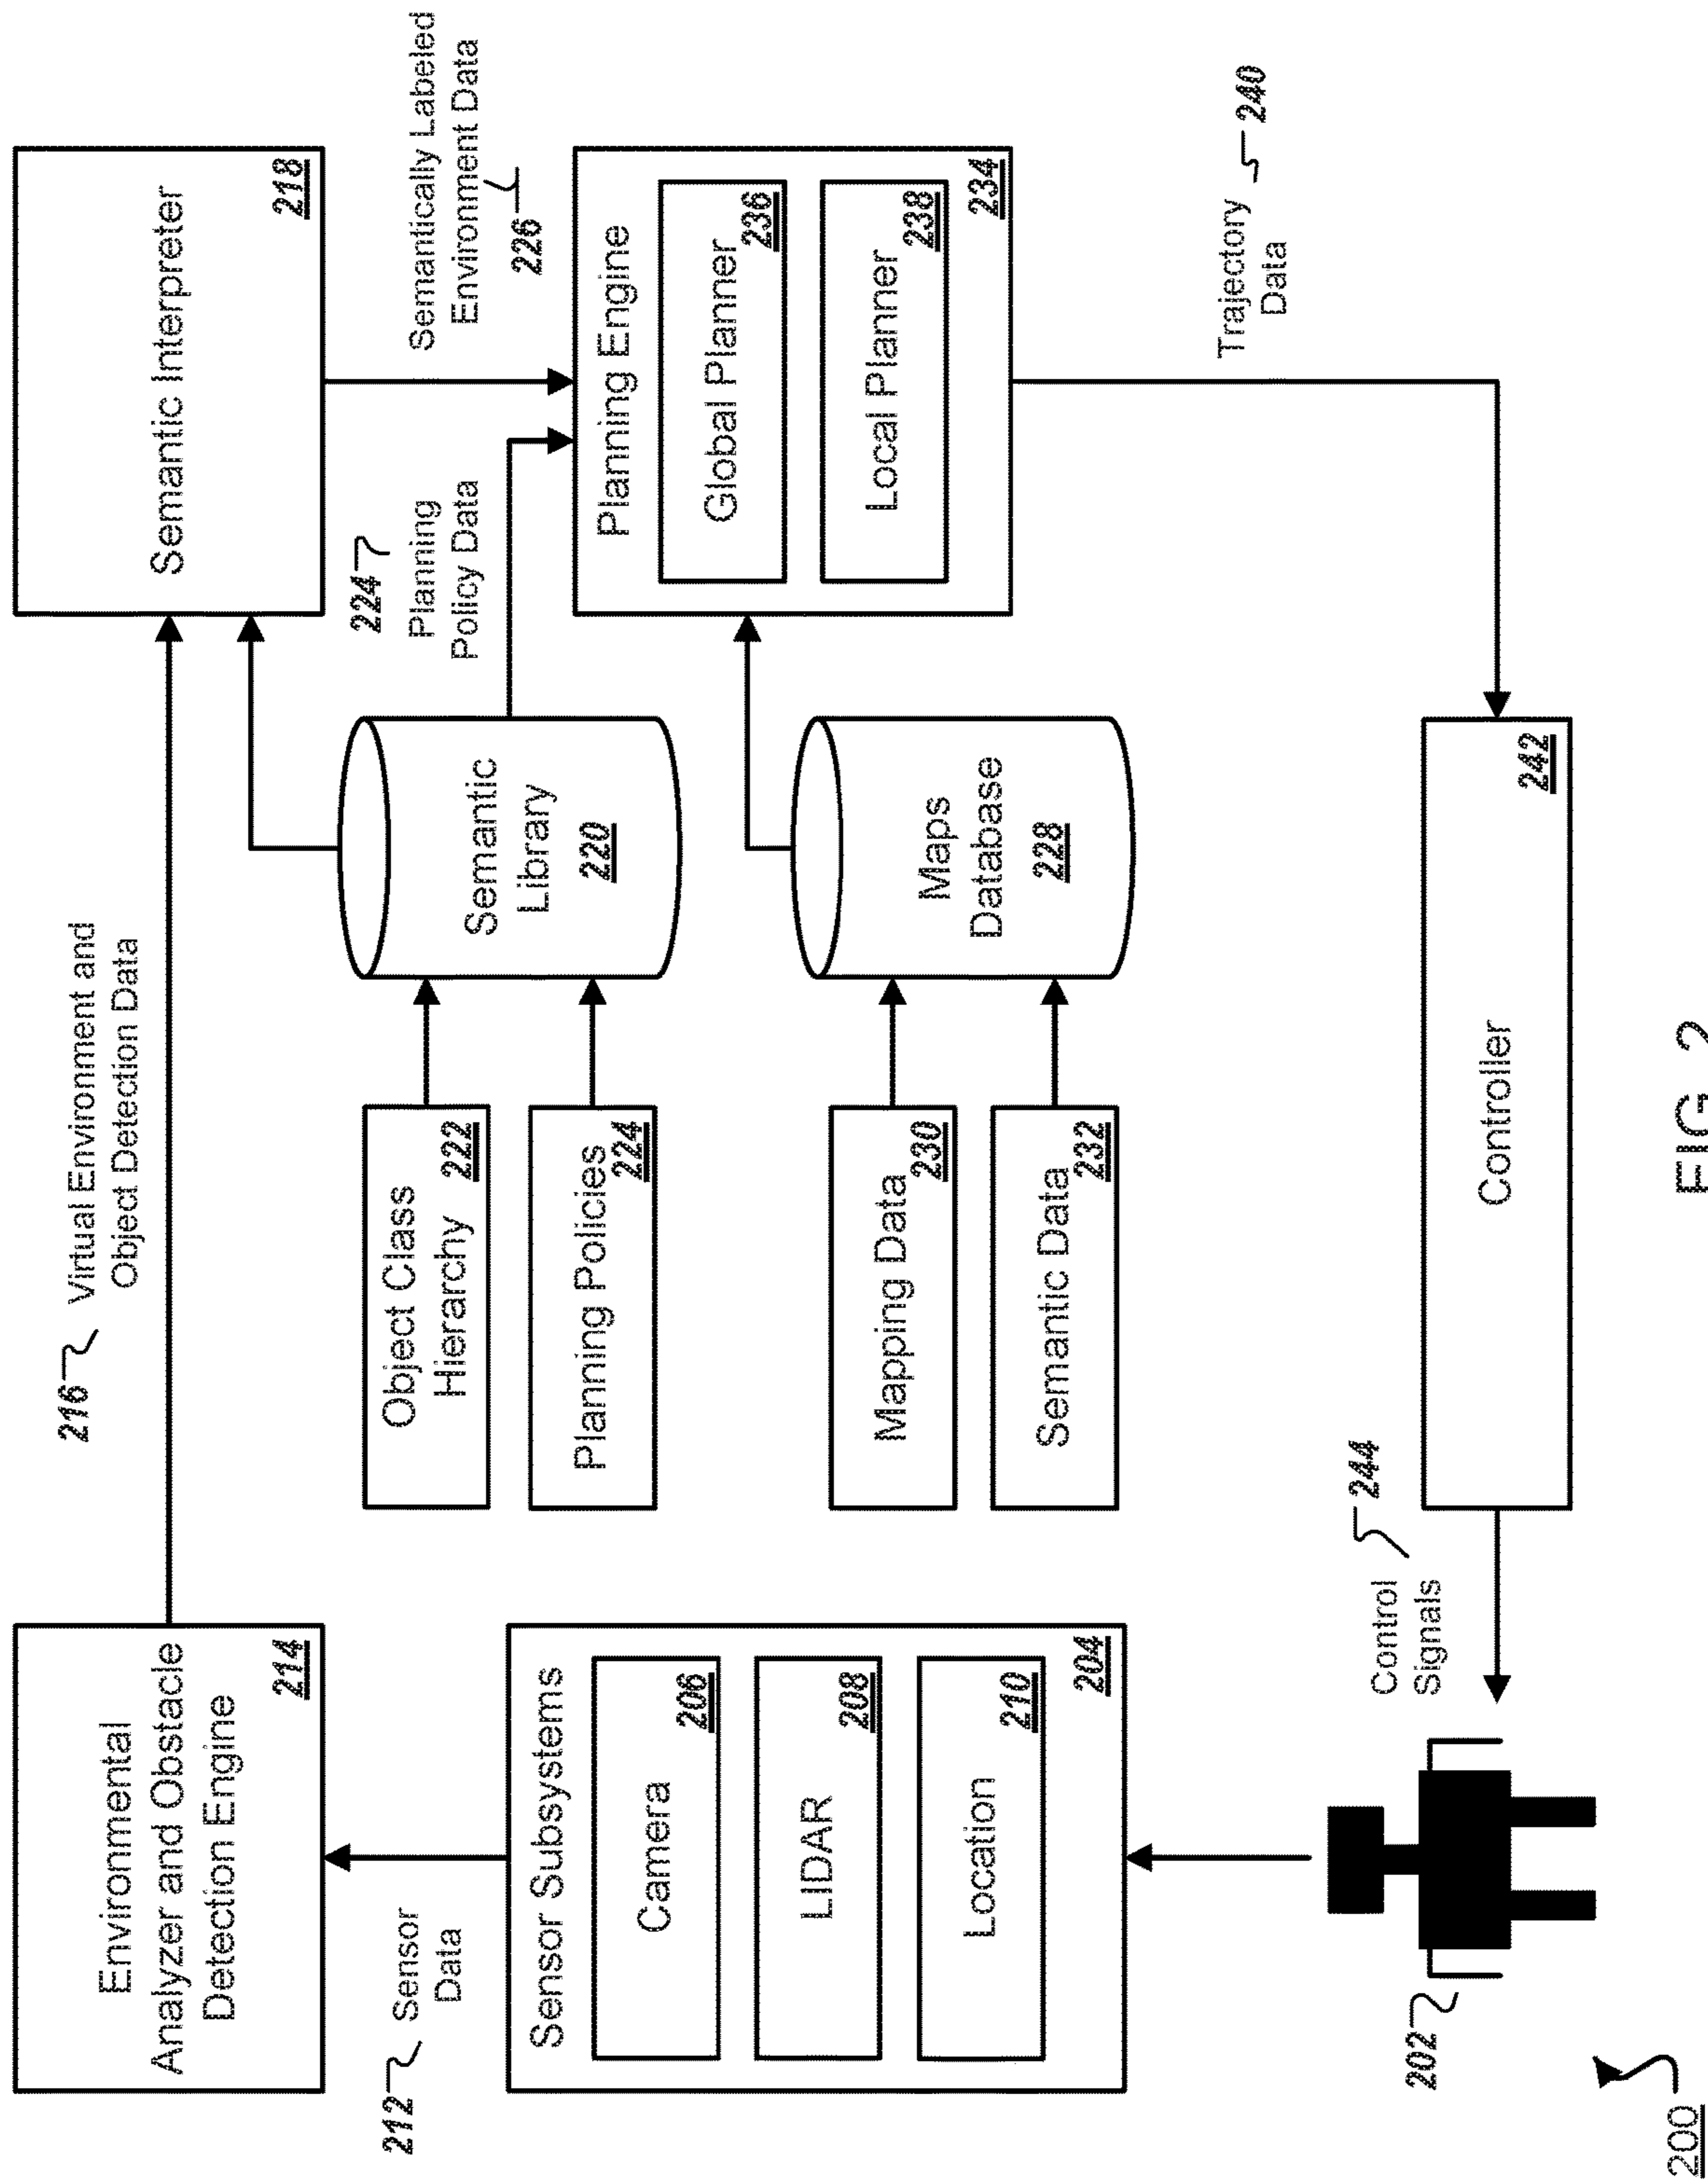 216
Virtual Environment and
Object Detection Data
Environmental
Analyzer and Obstacle
Detection Engine
214
Semantic Interpreter
218
212
Sensor
Data
Object Class
Hierarchy
222
Planning Policies
224
Semantic
Library
220
224
Planning
Policy Data
Semantically Labeled
Environment Data
226
Sensor Subsystems
Camera
206
LIDAR
208
Location
210
204
Mapping Data
230
Semantic Data
232
Maps
Database
228
Planning Engine
Global Planner
236
Local Planner
238
234
Trajectory
Data
240
202
Control
Signals
244
Controller
242
200
FIG. 2